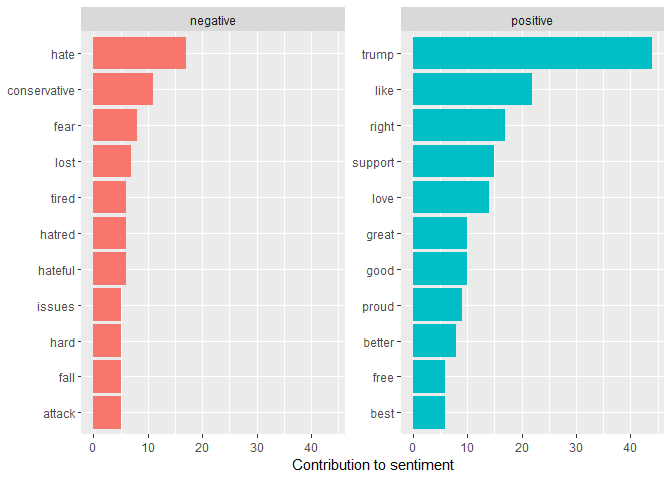 negative
hate
conservative
fear
lost
tired
hatred
hateful
issues
hard
fall
attack
0 10 20 30 40
positive
trump
like
right
support
love
great
good
proud
better
free
best
0 10 20 30 40
Contribution to sentiment